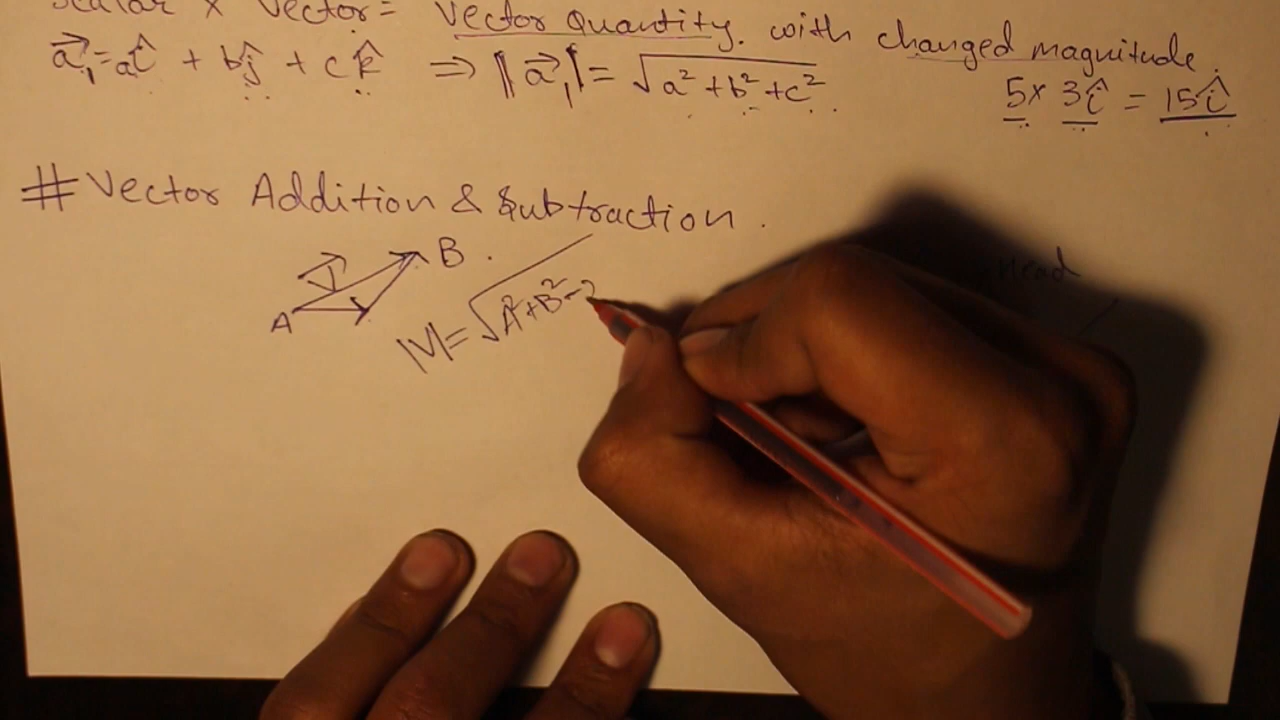 Scalar × Vector = Vector Quantity. with changed magnitude.
a⃗₁ = aî + bĵ + ck̂ ⇒ ‖a⃗₁‖ = √a² + b² + c²
5 × 3î = 15î
# Vector Addition & Subtraction.
B.
A
|V| = √A² + B² - 2
Head